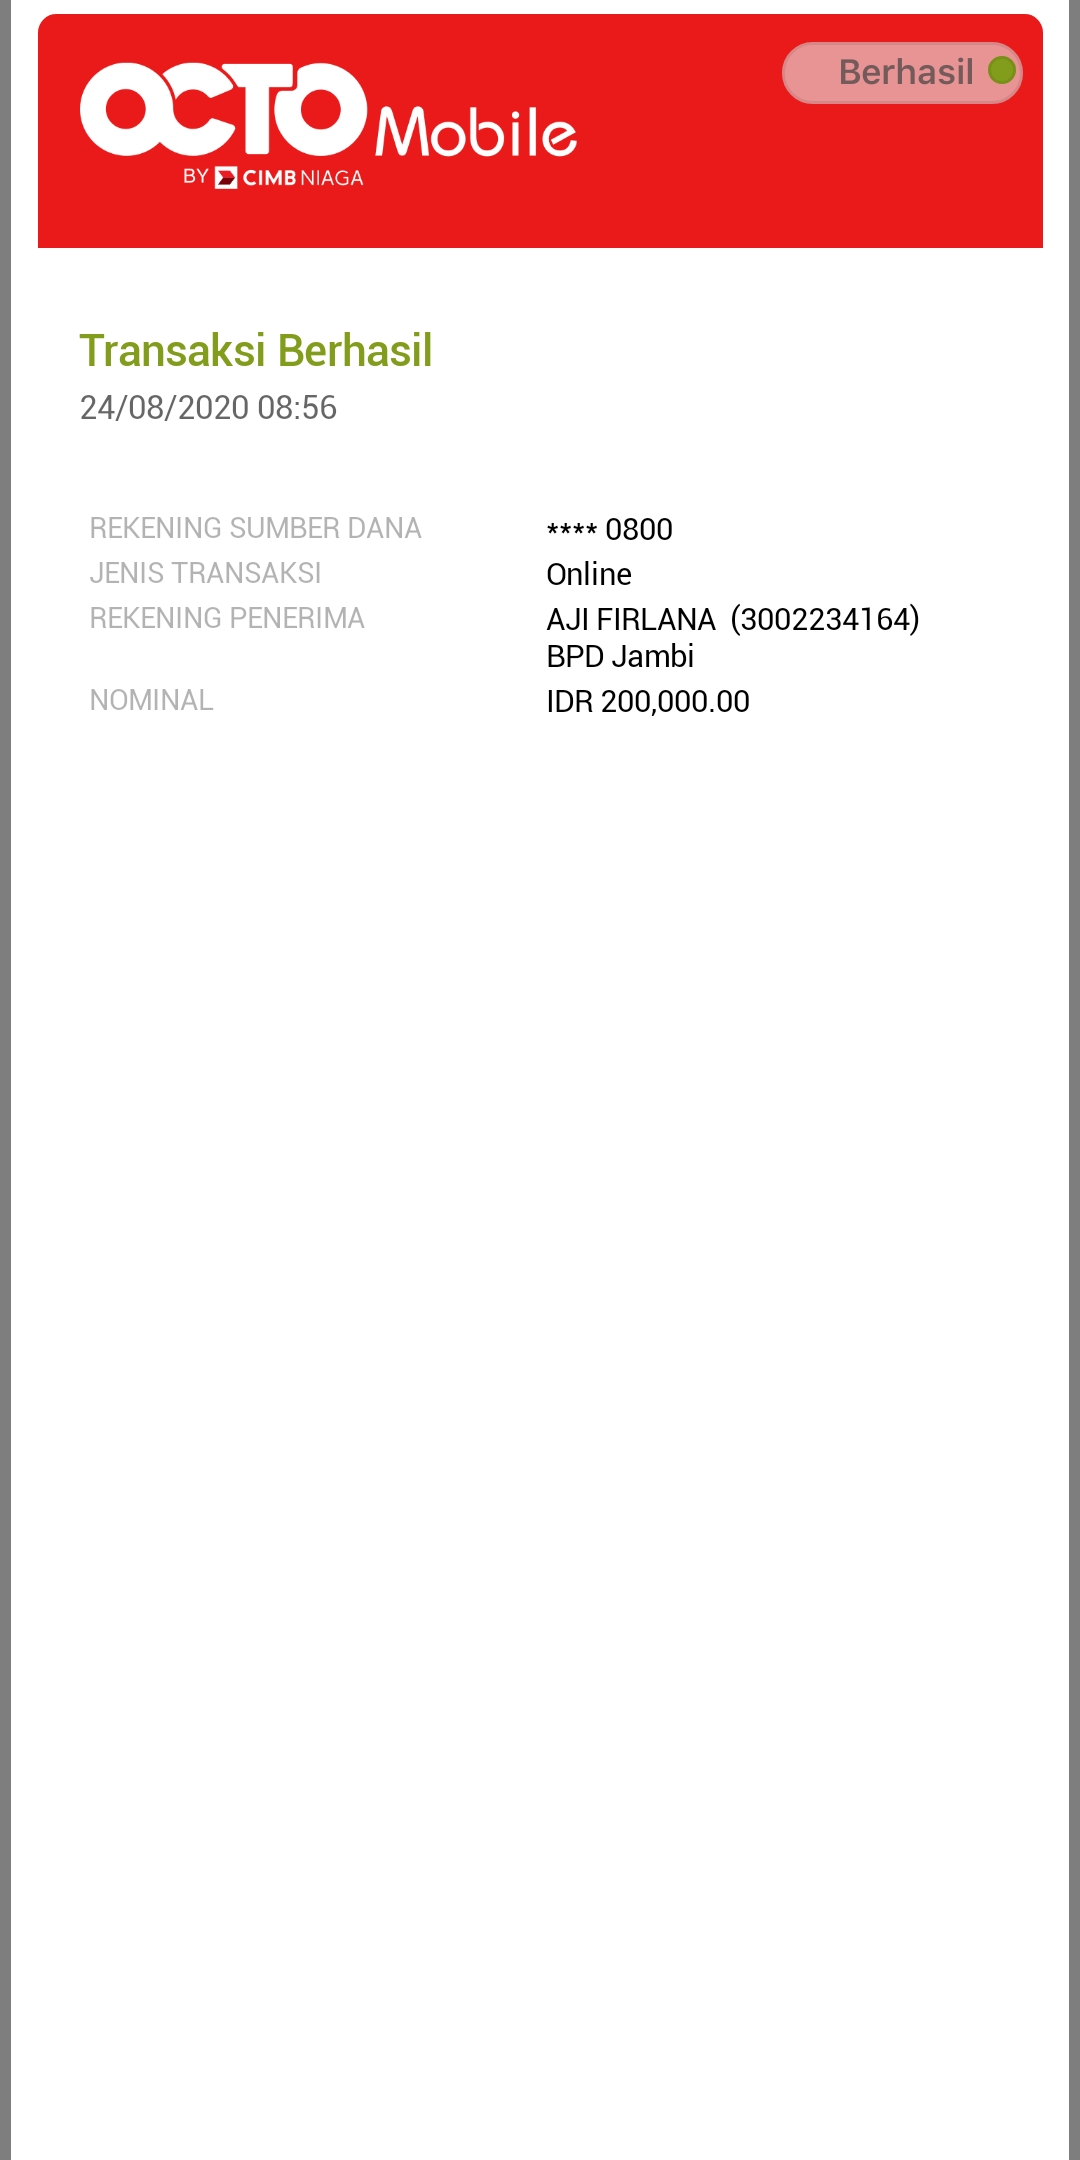 OCTO Mobile
BY CIMB NIAGA
Berhasil
Transaksi Berhasil
24/08/2020 08:56
REKENING SUMBER DANA **** 0800
JENIS TRANSAKSI Online
REKENING PENERIMA AJI FIRLANA (3002234164)
BPD Jambi
NOMINAL IDR 200,000.00